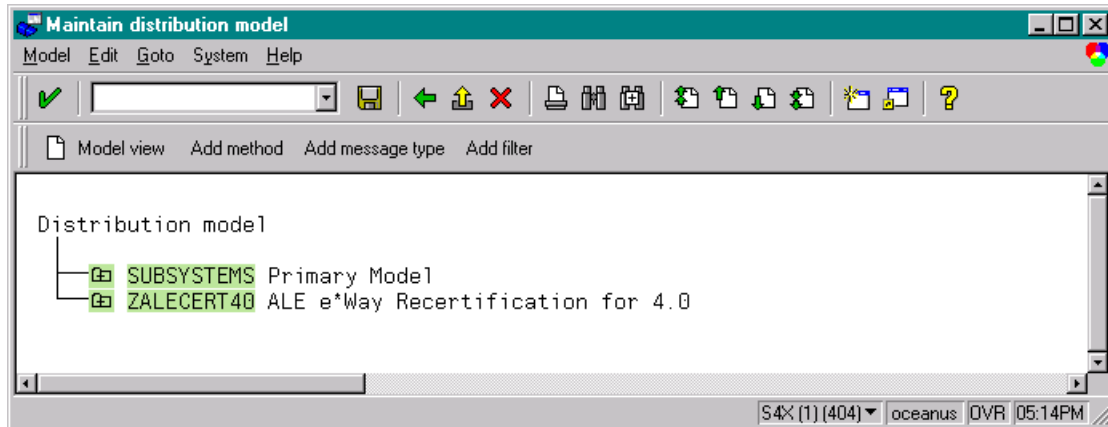 Maintain distribution model
Model Edit Goto System Help
Model view Add method Add message type Add filter
Distribution model
SUBSYSTEMS Primary Model
ZALECERT40 ALE e*Way Recertification for 4.0
S4X (1) (404) oceanus OVR 05:14PM